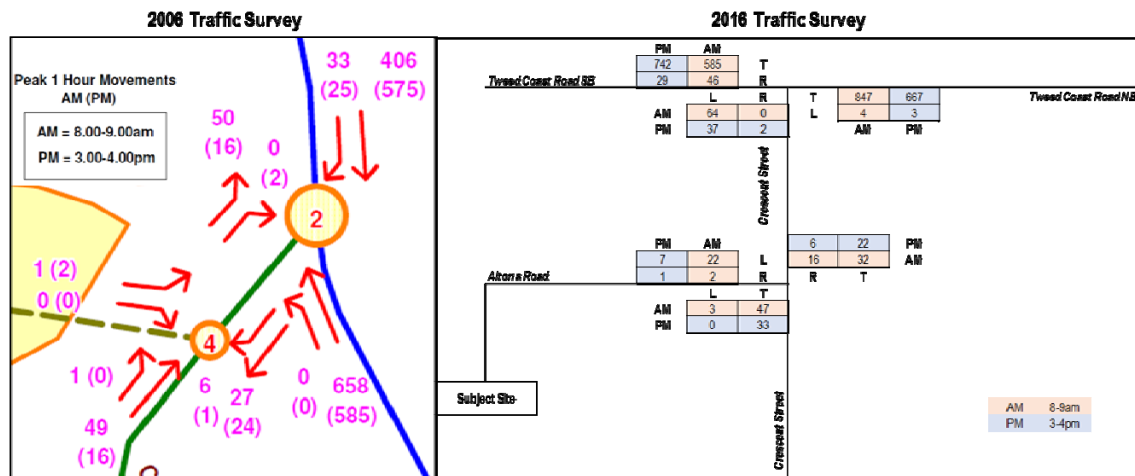 2006 Traffic Survey
2016 Traffic Survey
Peak 1 Hour Movements
AM (PM)
AM = 8.00-9.00am
PM = 3.00-4.00pm
33 406
(25) (575)
50
(16)
0
(2)
2
1 (2)
0 (0)
4
1 (0)
49
(16)
6
(1)
27
(24)
0
(0)
658
(585)
PM AM
742 585 T
29 46 R
Tweed Coast Road SB
Tweed Coast Road NB
L R
AM 64 0
PM 37 2
T 847 667
L 4 3
AM PM
Crescent Street
PM AM
7 22 L
1 2 R
6 22 PM
16 32 AM
R T
Altona Road
L T
AM 3 47
PM 0 33
Subject Site
Crescent Street
AM 8-9am
PM 3-4pm